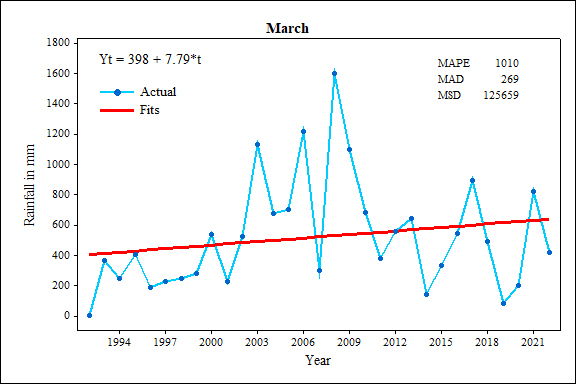 March
Yt = 398 + 7.79*t
Actual
Fits
MAPE 1010
MAD 269
MSD 125659
Rainfall in mm
1800
1600
1400
1200
1000
800
600
400
200
0
1994 1997 2000 2003 2006 2009 2012 2015 2018 2021
Year